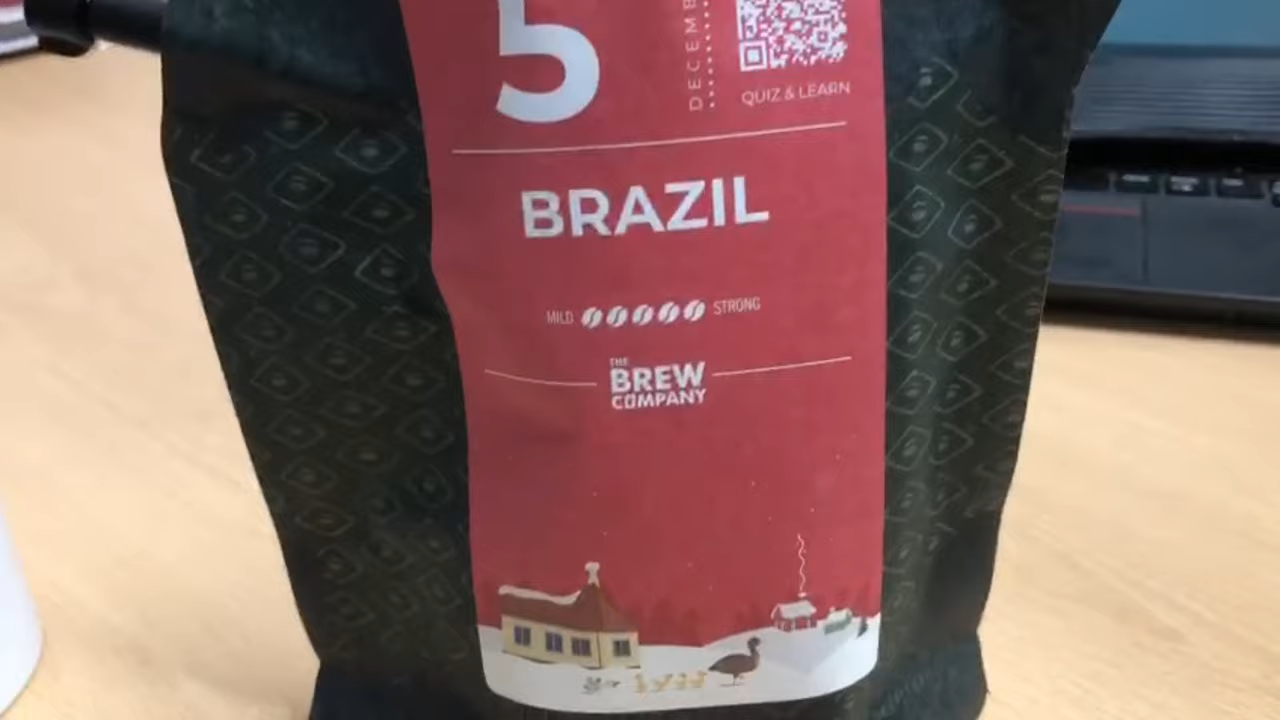 5
DECEMB
QUIZ & LEARN
BRAZIL
MILD STRONG
THE
BREW
COMPANY